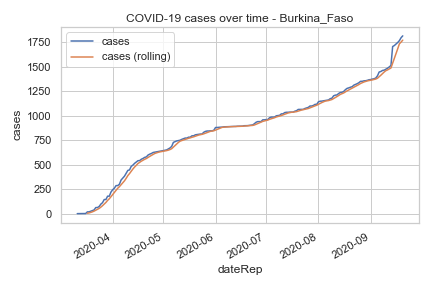 COVID-19 cases over time - Burkina_Faso
cases
cases (rolling)
1750
1500
1250
1000
750
500
250
0
cases
2020-04
2020-05
2020-06
2020-07
2020-08
2020-09
dateRep